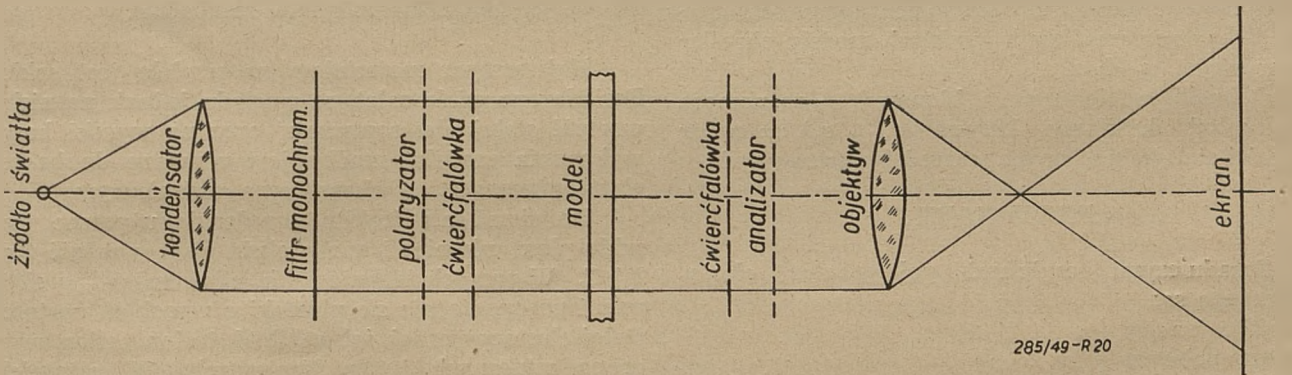 źródło światła
kondensator
filtr monochrom.
polaryzator
ćwierćfalówka
model
ćwierćfalówka
analizator
objektyw
ekran
285/49-R20